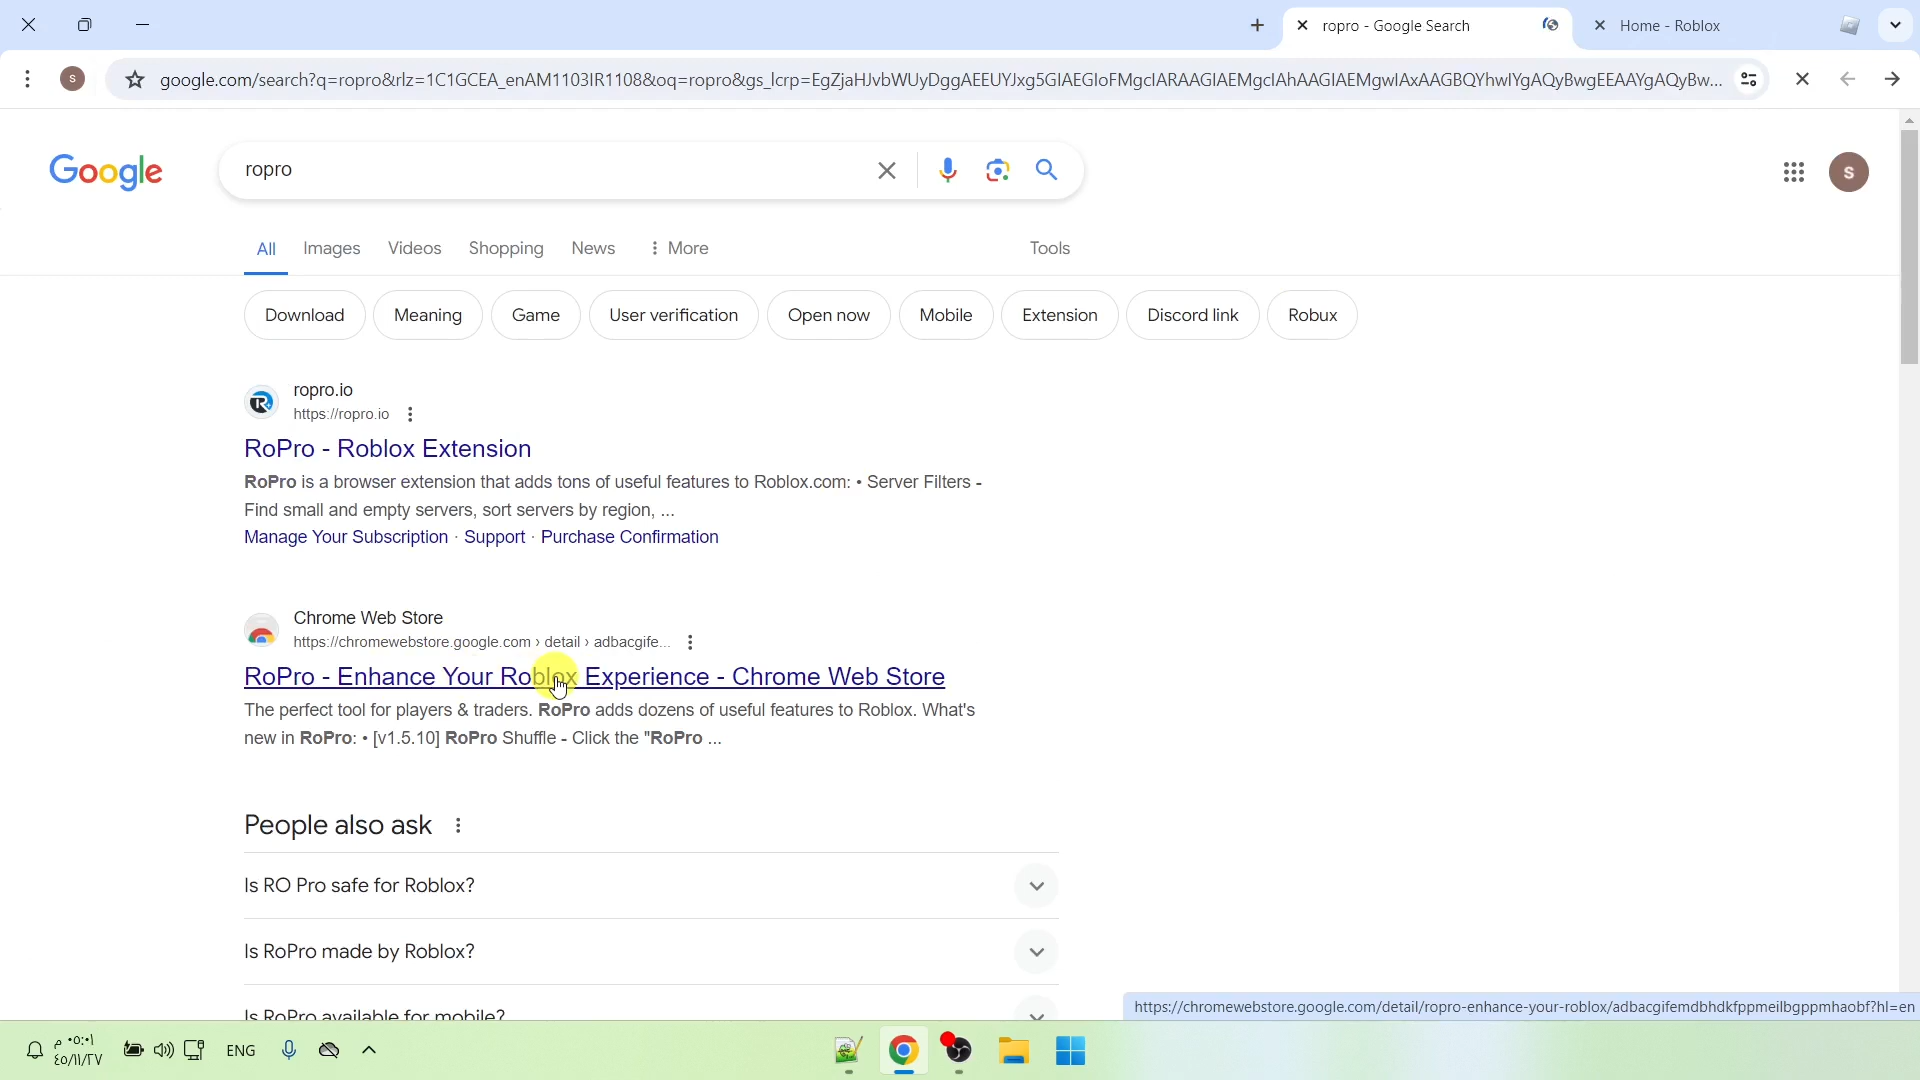 ropro - Google Search
Home - Roblox
S
google.com/search?q=ropro&rlz=1C1GCEA_enAM1103IR1108&oq=ropro&gs_lcrp=EgZjaHJvbWUyDggAEEUYJxg5GIAEGIoFMgcIARAAGIAEMgcIAhAAGIAEMgwIAxAAGBQYhwIYgAQyBwgEEAAYgAQyBw...
Google
ropro
S
All
Images
Videos
Shopping
News
More
Tools
Download
Meaning
Game
User verification
Open now
Mobile
Extension
Discord link
Robux
ropro.io
https://ropro.io
RoPro - Roblox Extension
RoPro is a browser extension that adds tons of useful features to Roblox.com: • Server Filters -
Find small and empty servers, sort servers by region, ...
Manage Your Subscription · Support · Purchase Confirmation
Chrome Web Store
https://chromewebstore.google.com › detail › adbacgife...
RoPro - Enhance Your Roblox Experience - Chrome Web Store
The perfect tool for players & traders. RoPro adds dozens of useful features to Roblox. What's
new in RoPro: • [v1.5.10] RoPro Shuffle - Click the "RoPro ...
People also ask
Is RO Pro safe for Roblox?
Is RoPro made by Roblox?
Is RoPro available for mobile?
https://chromewebstore.google.com/detail/ropro-enhance-your-roblox/adbacgifemdbhdkfppmeilbgppmhaobf?hl=en
ENG